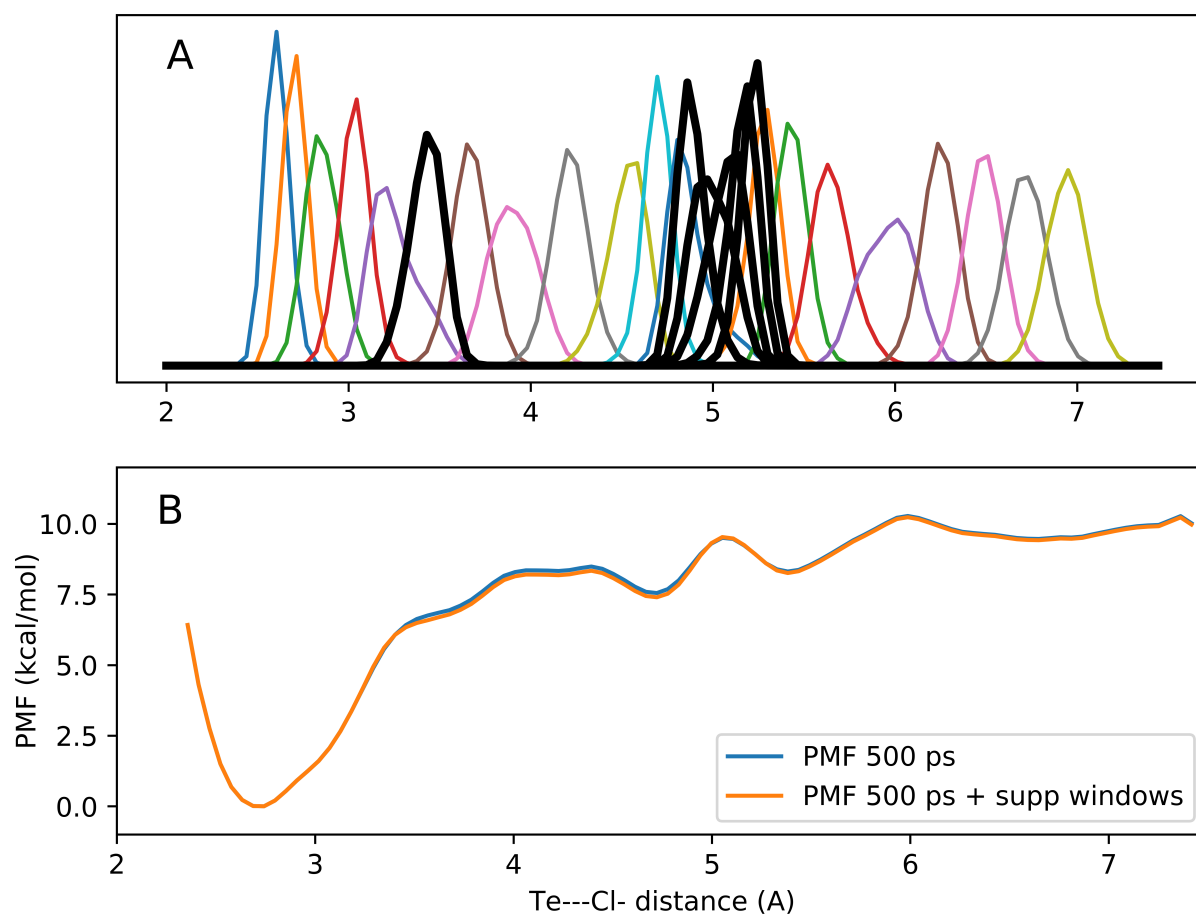 A
2 3 4 5 6 7
B
10.0
7.5
5.0
2.5
0.0
PMF (kcal/mol)
PMF 500 ps
PMF 500 ps + supp windows
2 3 4 5 6 7
Te---Cl- distance (A)